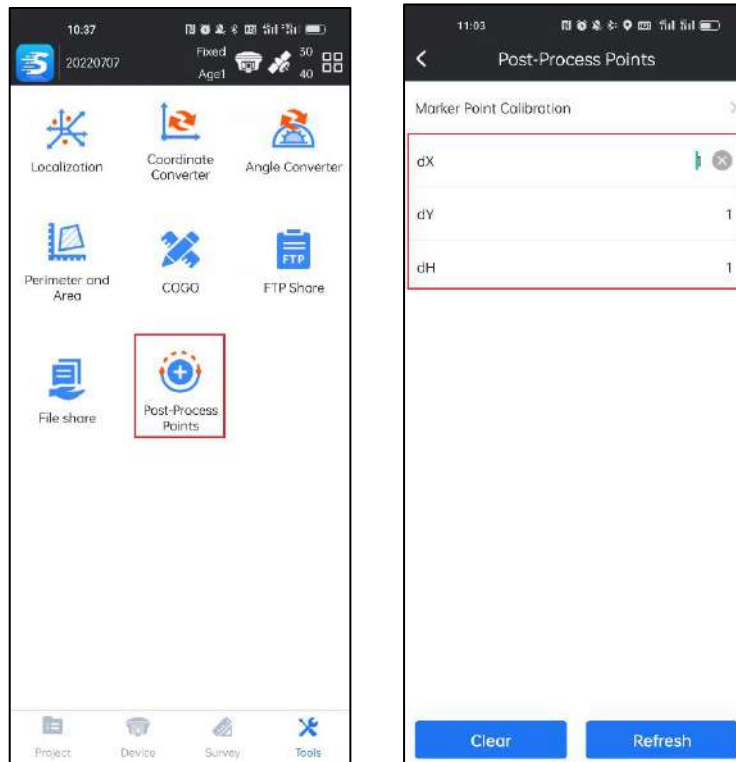 10:37
20220707
Fixed
Age1
50
40
Localization
Coordinate
Converter
Angle Converter
Perimeter and
Area
COGO
FTP
FTP Share
File share
Post-Process
Points
Project
Device
Survey
Tools
11:03
Post-Process Points
Marker Point Calibration
dX
dY
1
dH
1
Clear
Refresh